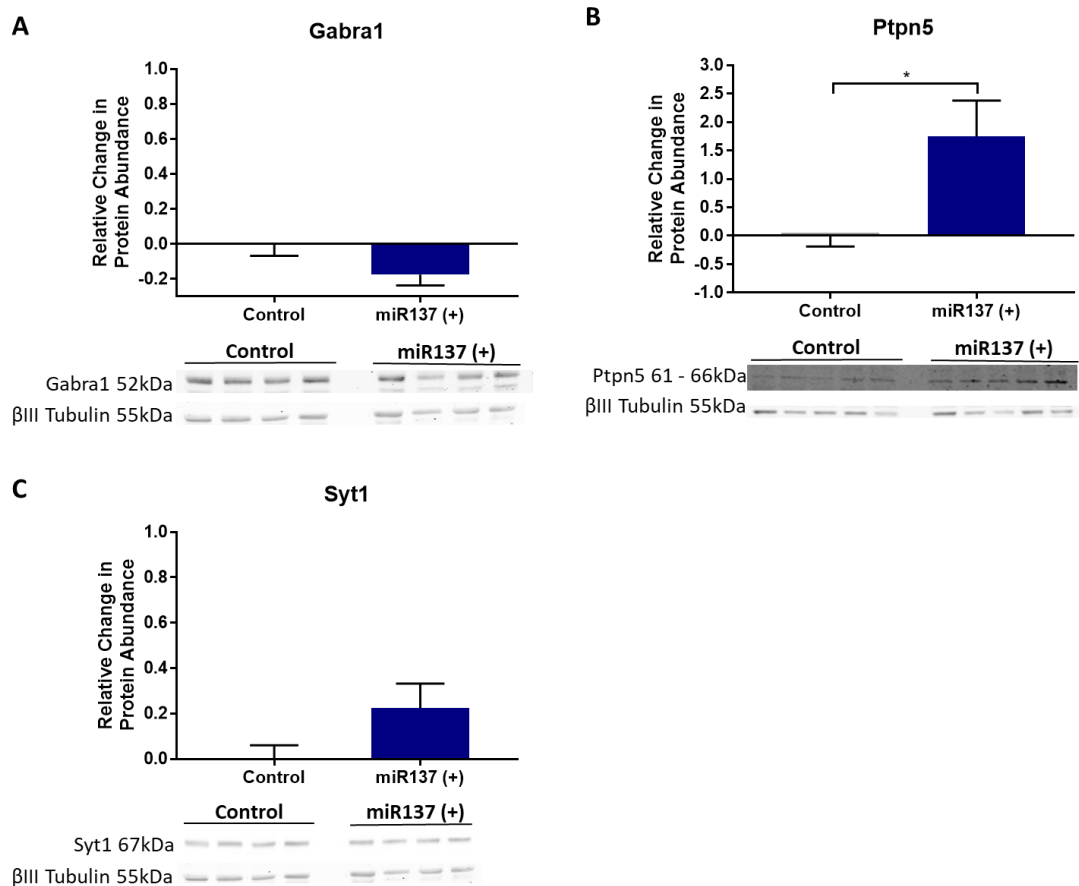 A
Gabra1
Relative Change in
Protein Abundance
1.0
0.8
0.6
0.4
0.2
0.0
-0.2
Control
miR137 (+)
Control
miR137 (+)
Gabra1 52kDa
βIII Tubulin 55kDa
B
Ptpn5
Relative Change in
Protein Abundance
3.0
2.5
2.0
1.5
1.0
0.5
0.0
-0.5
-1.0
*
Control
miR137 (+)
Control
miR137 (+)
Ptpn5 61 - 66kDa
βIII Tubulin 55kDa
C
Syt1
Relative Change in
Protein Abundance
1.0
0.8
0.6
0.4
0.2
0.0
Control
miR137 (+)
Control
miR137 (+)
Syt1 67kDa
βIII Tubulin 55kDa